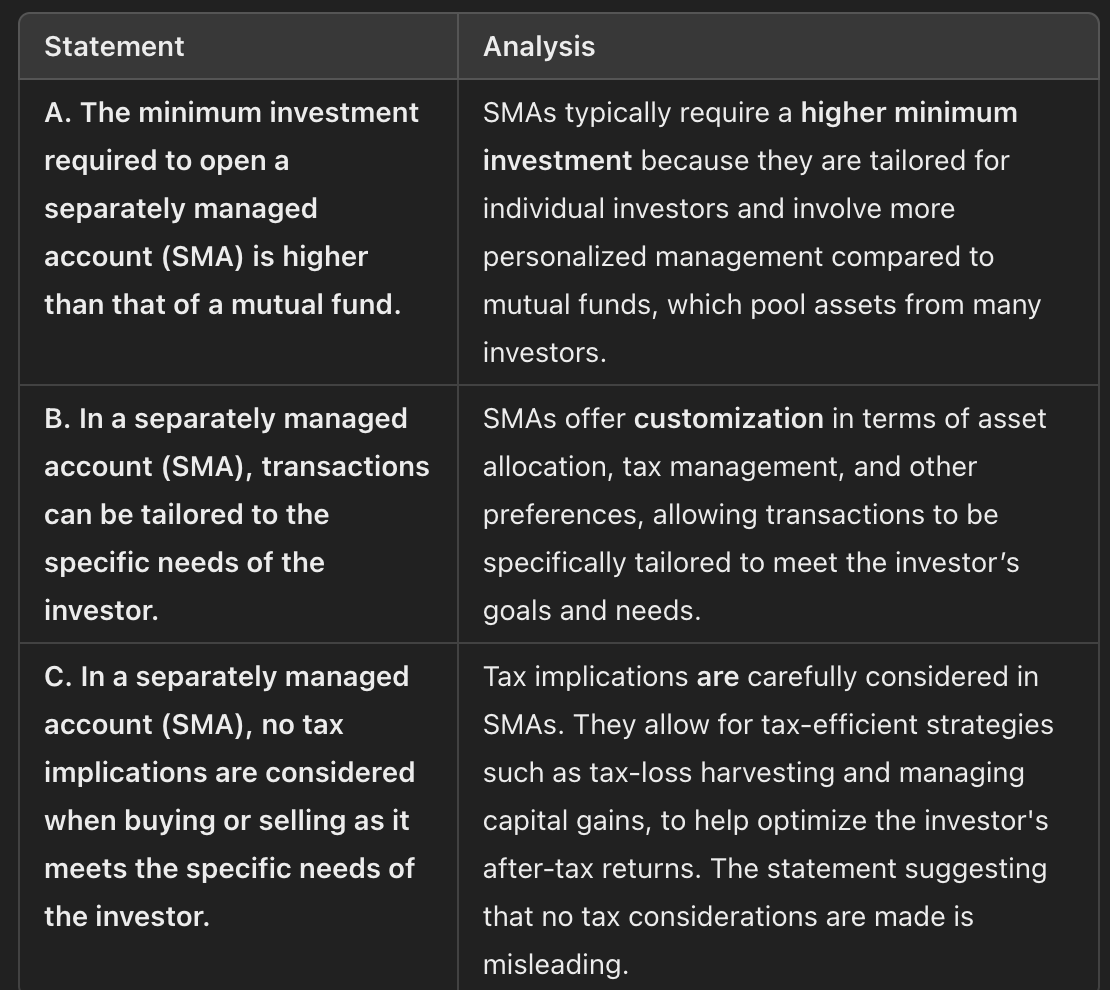 Statement
Analysis
A. The minimum investment
required to open a
separately managed
account (SMA) is higher
than that of a mutual fund.
SMAs typically require a higher minimum
investment because they are tailored for
individual investors and involve more
personalized management compared to
mutual funds, which pool assets from many
investors.
B. In a separately managed
account (SMA), transactions
can be tailored to the
specific needs of the
investor.
SMAs offer customization in terms of asset
allocation, tax management, and other
preferences, allowing transactions to be
specifically tailored to meet the investor’s
goals and needs.
C. In a separately managed
account (SMA), no tax
implications are considered
when buying or selling as it
meets the specific needs of
the investor.
Tax implications are carefully considered in
SMAs. They allow for tax-efficient strategies
such as tax-loss harvesting and managing
capital gains, to help optimize the investor's
after-tax returns. The statement suggesting
that no tax considerations are made is
misleading.